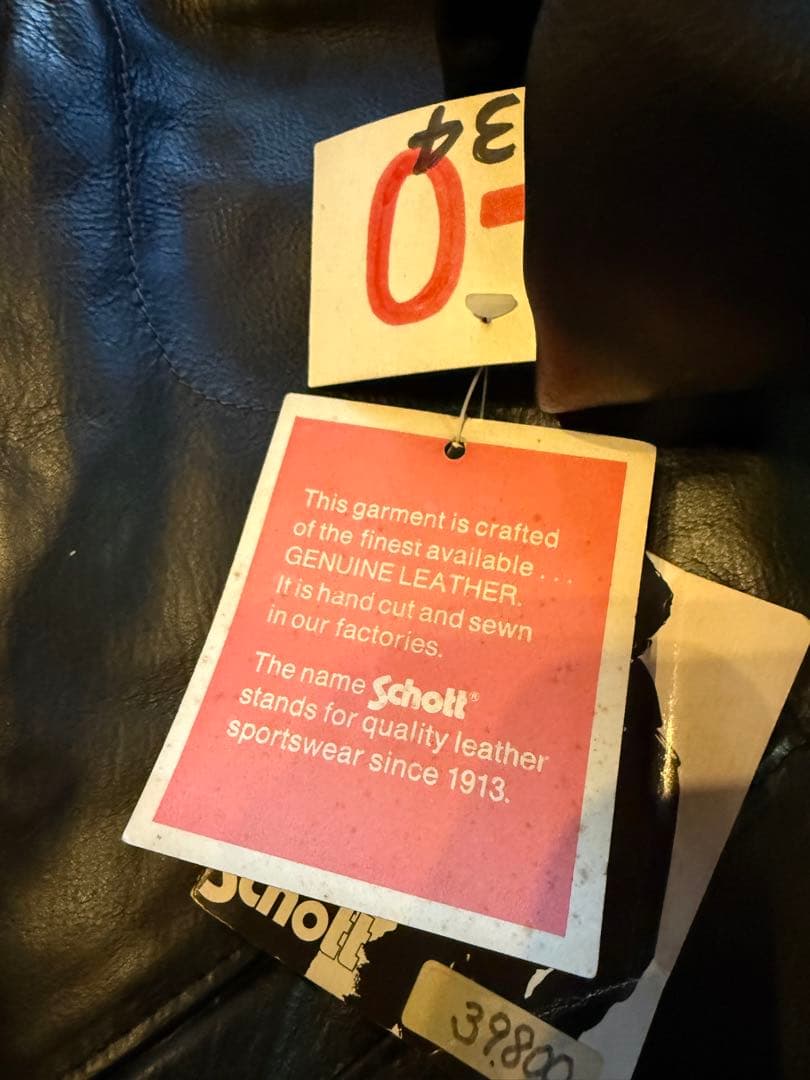 34
0-
This garment is crafted
of the finest available . . .
GENUINE LEATHER.
It is hand cut and sewn
in our factories.
The name Schott®
stands for quality leather
sportswear since 1913.
Schott
39.800